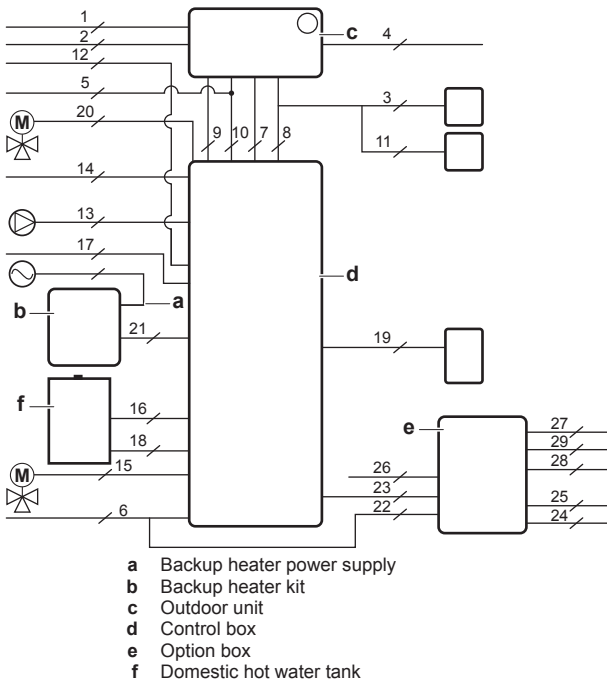 1
2
c
4
12
5
3
20
M
9
10
7
8
11
14
13
17
d
a
b
21
19
f
16
e
27
18
29
26
28
M
15
23
25
6
22
24
a Backup heater power supply
b Backup heater kit
c Outdoor unit
d Control box
e Option box
f Domestic hot water tank